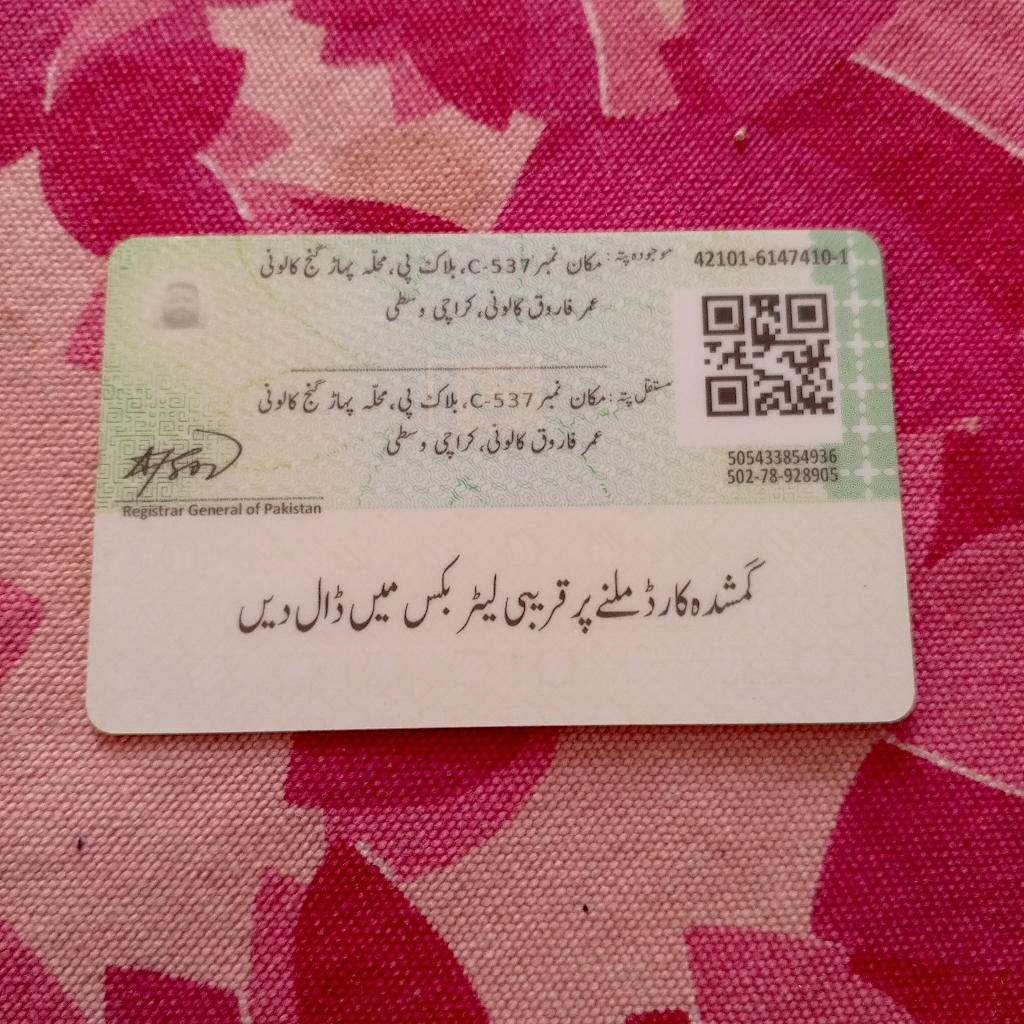 42101-6147410-1
موجودہ پتہ: مکان نمبر C-537، بلاک پی، محلّہ پہاڑ گنج کالونی
عمر فاروق کالونی، کراچی وسطی
مستقل پتہ: مکان نمبر C-537، بلاک پی، محلّہ پہاڑ گنج کالونی
عمر فاروق کالونی، کراچی وسطی
505433854936
502-78-928905
Registrar General of Pakistan
گمشدہ کارڈ ملنے پر قریبی لیٹر بکس میں ڈال دیں